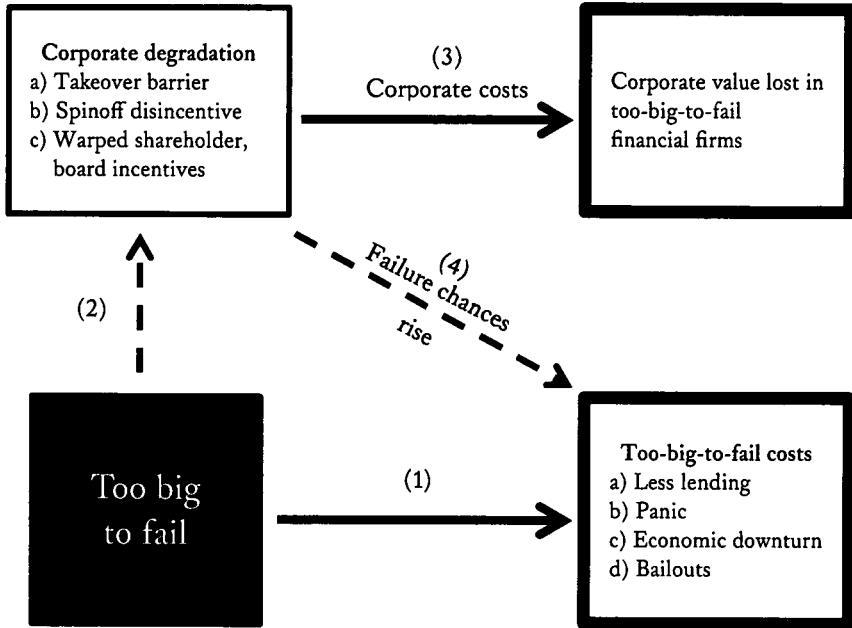 Corporate degradation
a) Takeover barrier
b) Spinoff disincentive
c) Warped shareholder,
board incentives
(3)
Corporate costs
Corporate value lost in
too-big-to-fail
financial firms
(2)
(4)
Failure chances
rise
Too big
to fail
(1)
Too-big-to-fail costs
a) Less lending
b) Panic
c) Economic downturn
d) Bailouts